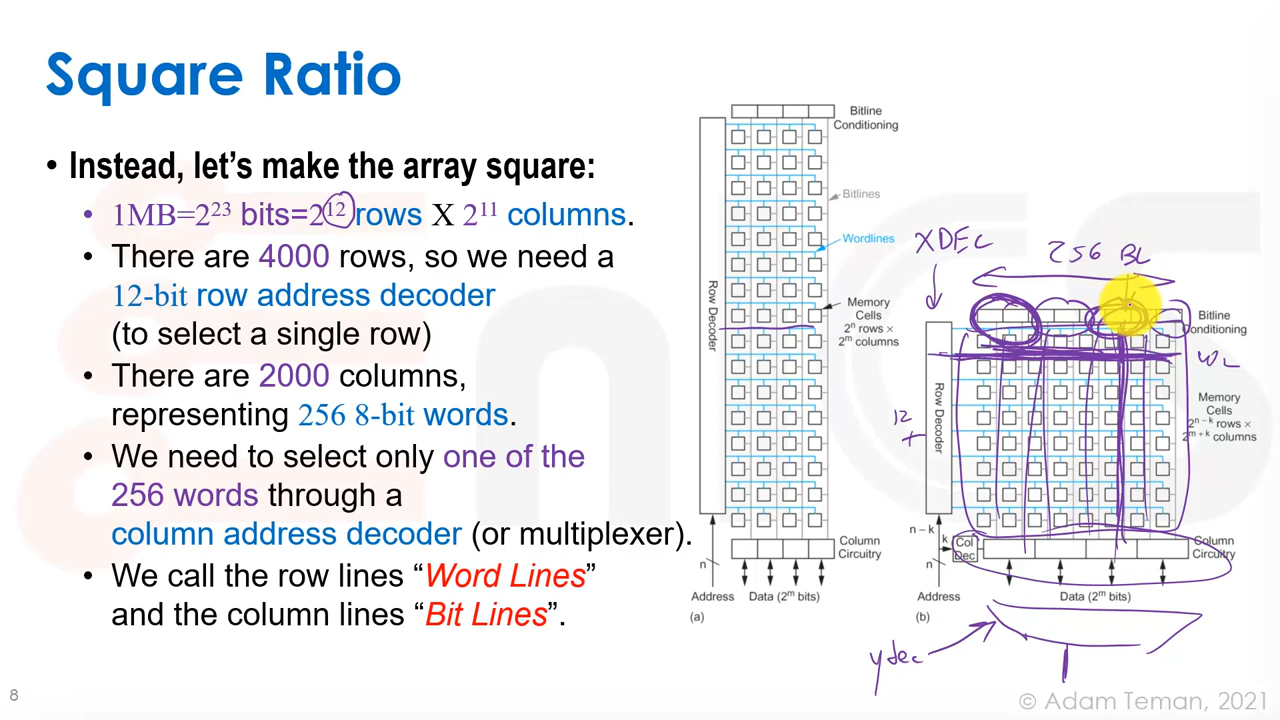 Square Ratio
• Instead, let’s make the array square:
• 1MB=2²³ bits=2¹² rows X 2¹¹ columns.
• There are 4000 rows, so we need a
12-bit row address decoder
(to select a single row)
• There are 2000 columns,
representing 256 8-bit words.
• We need to select only one of the
256 words through a
column address decoder (or multiplexer).
• We call the row lines “Word Lines”
and the column lines “Bit Lines”.
Bitline
Conditioning
Bitlines
Wordlines
Row Decoder
Memory
Cells
2ⁿ rows ×
2ᵐ columns
Column
Circuitry
n
Address
Data (2ᵐ bits)
(a)
XDEC
256 BL
Bitline
Conditioning
WL
12
Row Decoder
Memory
Cells
2ⁿ⁻ᵏ rows ×
2ᵐ⁺ᵏ columns
n-k
k
Col
Dec
Column
Circuitry
n
Address
Data (2ᵐ bits)
(b)
ydec
8
© Adam Teman, 2021